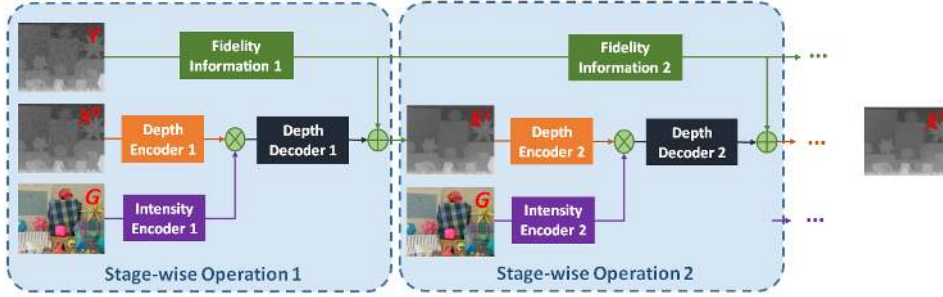 Y
Fidelity
Information 1
Fidelity
Information 2
...
X⁰
Depth
Encoder 1
Depth
Decoder 1
Depth
Encoder 2
Depth
Decoder 2
...
G
Intensity
Encoder 1
G
Intensity
Encoder 2
...
Stage-wise Operation 1
Stage-wise Operation 2